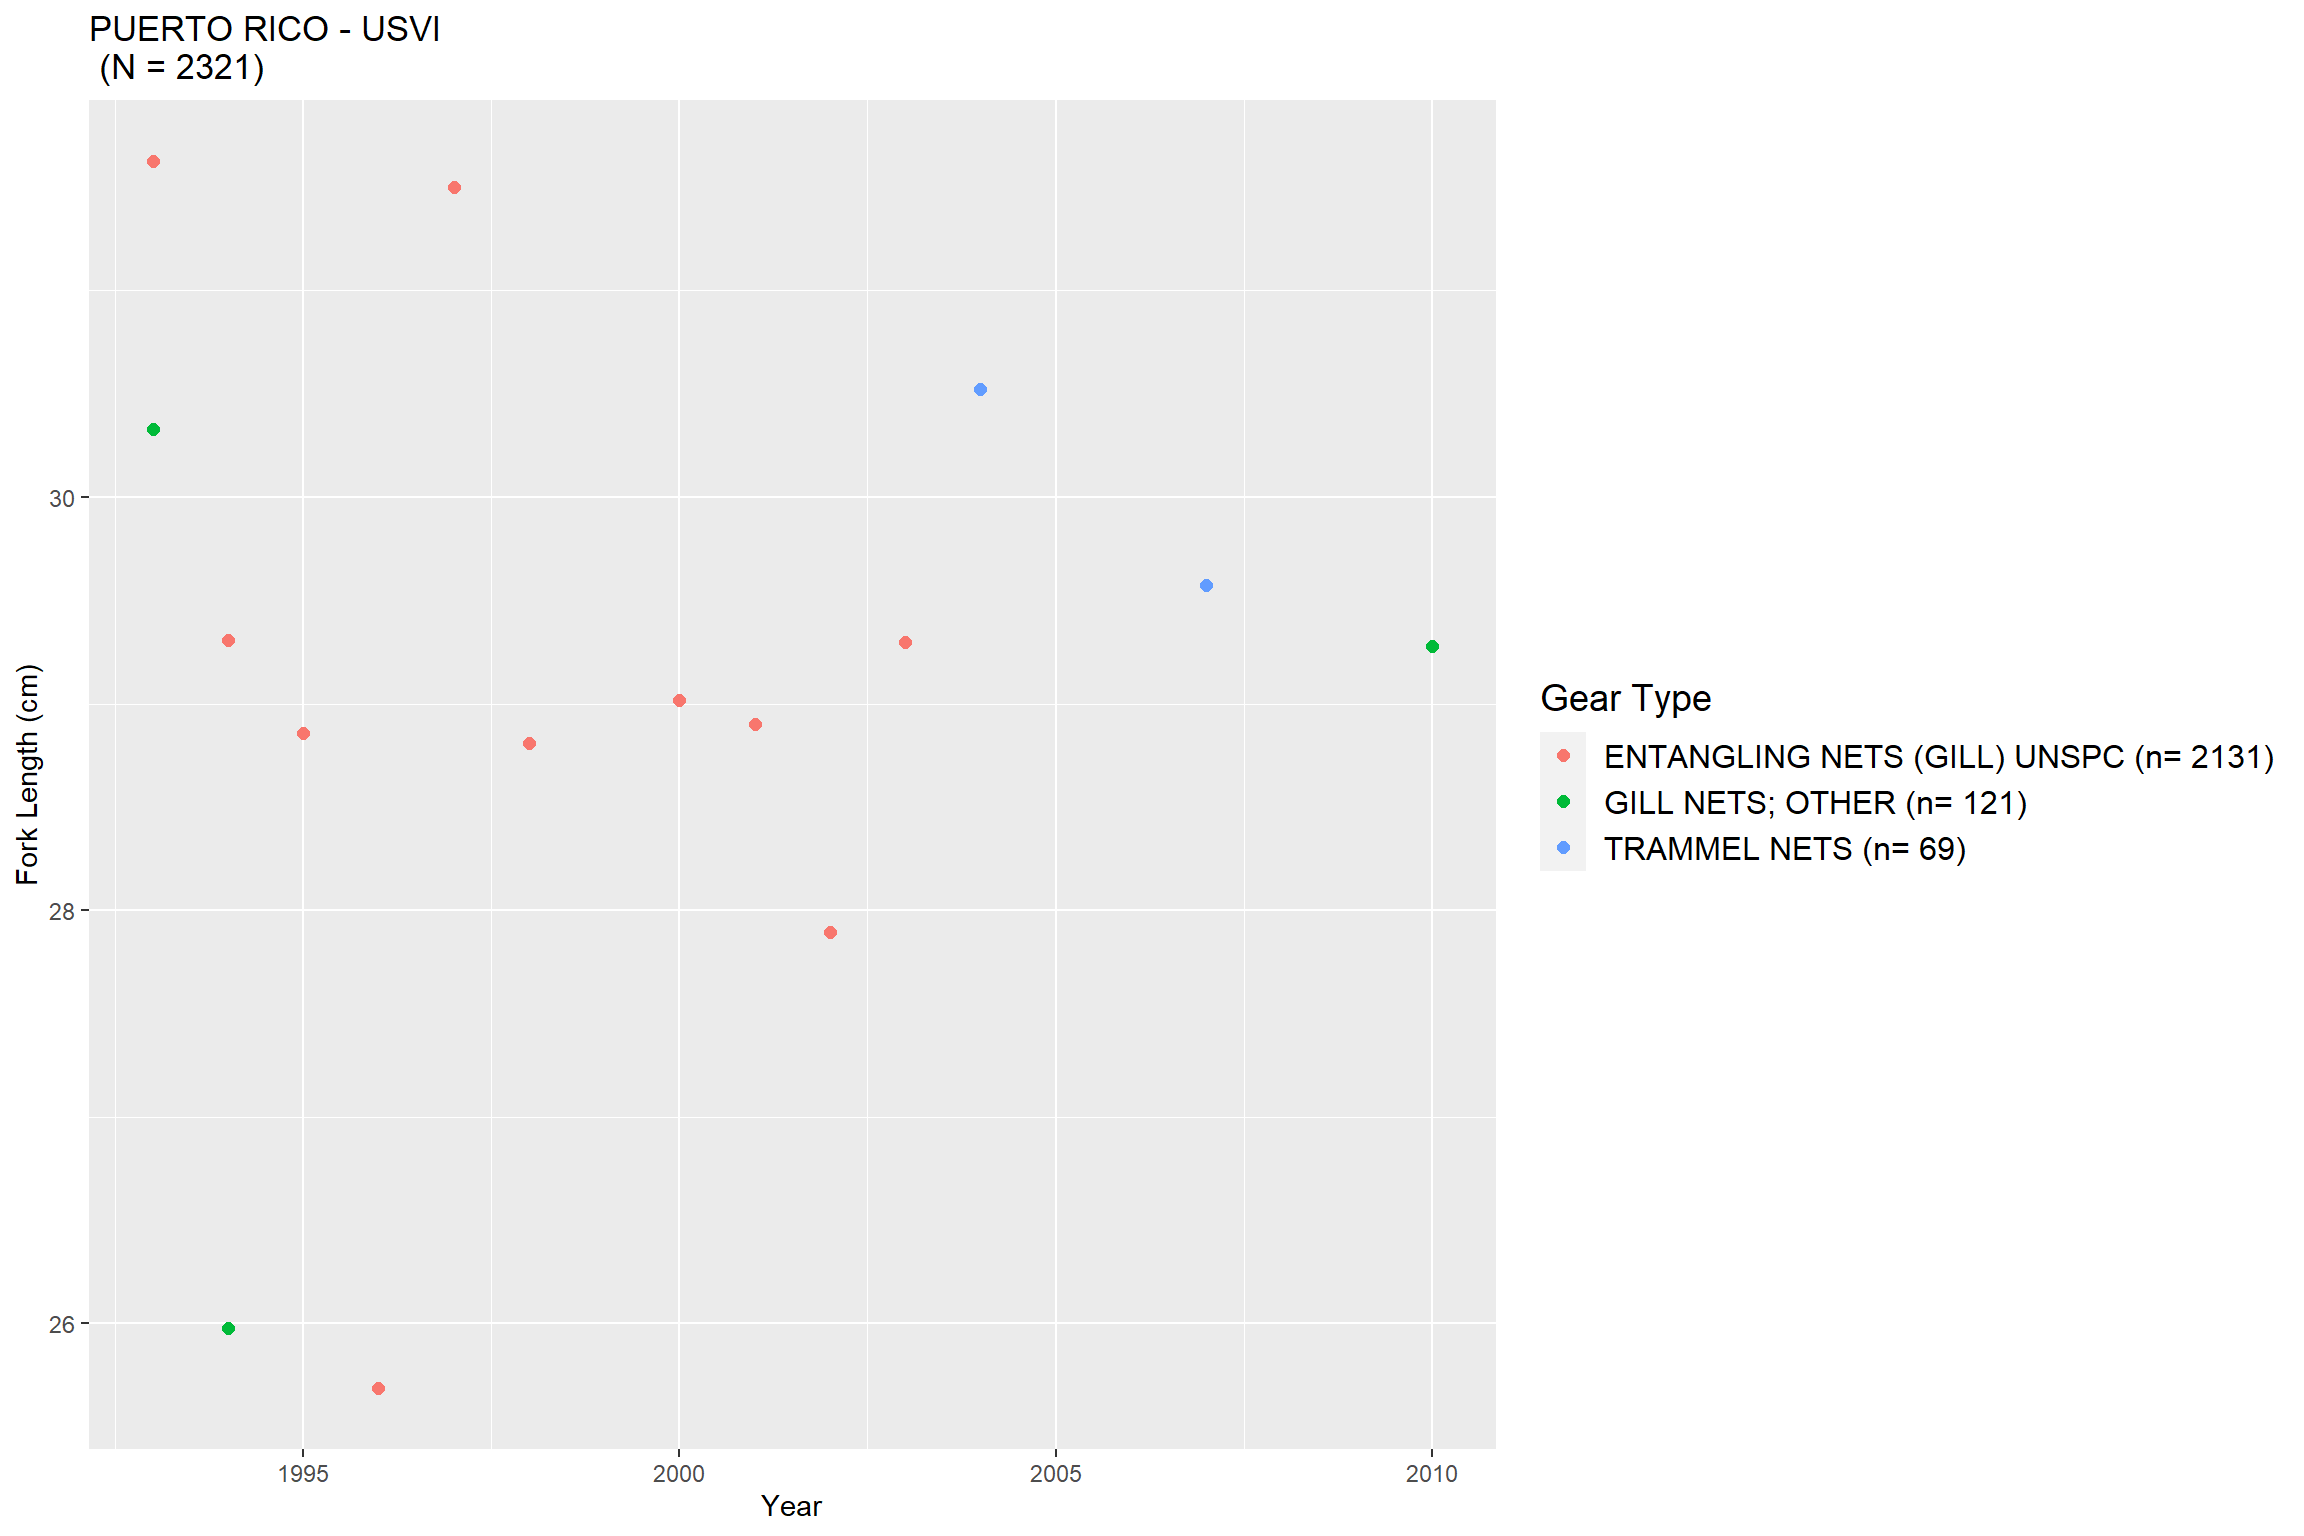 PUERTO RICO - USVI
(N = 2321)
30
28
26
Fork Length (cm)
1995
2000
2005
2010
Year
Gear Type
ENTANGLING NETS (GILL) UNSPC (n= 2131)
GILL NETS; OTHER (n= 121)
TRAMMEL NETS (n= 69)